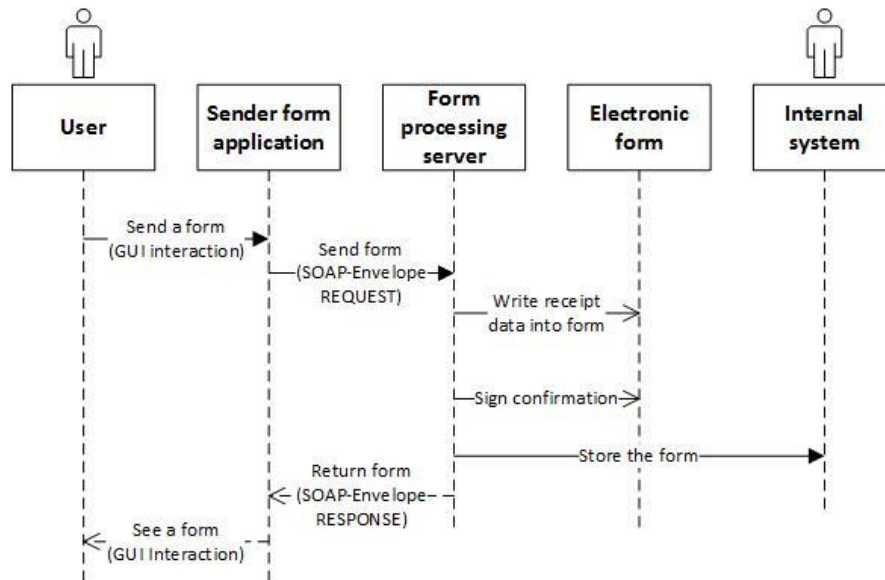 User
Sender form
application
Form
processing
server
Electronic
form
Internal
system
Send a form
(GUI interaction)
Send form
(SOAP-Envelope
REQUEST)
Write receipt
data into form
Sign confirmation
Store the form
Return form
(SOAP-Envelope
RESPONSE)
See a form
(GUI Interaction)